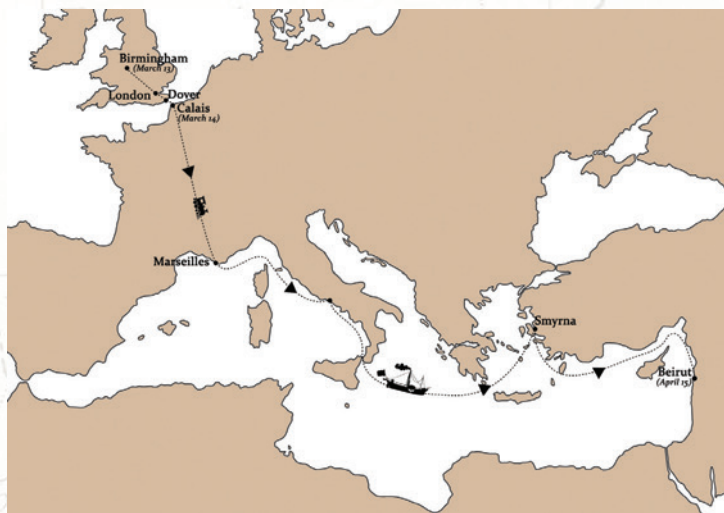 Birmingham
(March 13)
London
Dover
Calais
(March 14)
Marseilles
Smyrna
Beirut
(April 15)